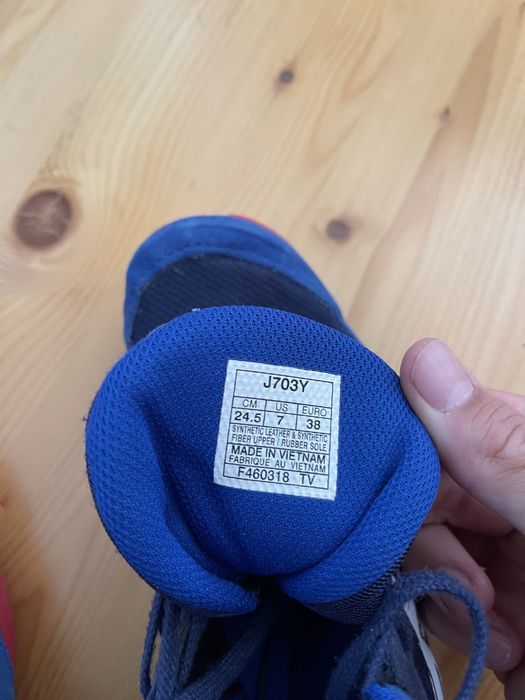 J703Y
CM US EURO
24.5 7 38
SYNTHETIC LEATHER & SYNTHETIC
FIBER UPPER / RUBBER SOLE
MADE IN VIETNAM
FABRIQUE AU VIETNAM
F460318 TV